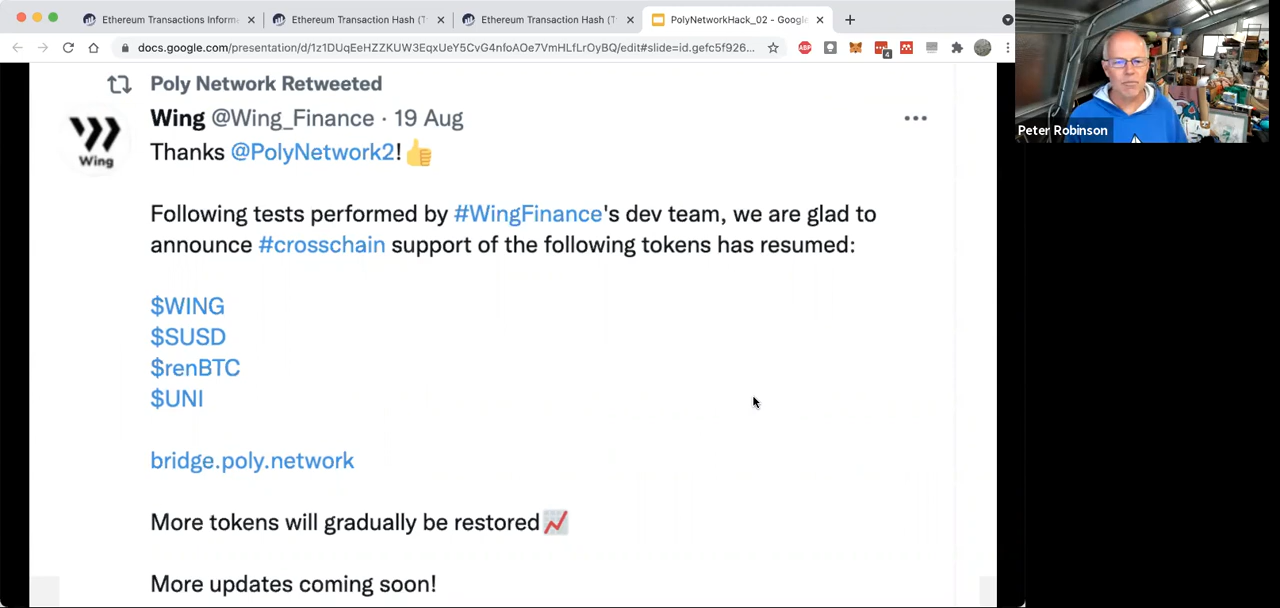 Ethereum Transactions Inform
Ethereum Transaction Hash (T
Ethereum Transaction Hash (T
PolyNetworkHack_02 - Google
docs.google.com/presentation/d/1z1DUqEeHZZKUW3EqxUeY5CvG4nfoAOe7VmHLfLrOyBQ/edit#slide=id.gefc5f926...
ABP
4
Peter Robinson
Poly Network Retweeted
Wing @Wing_Finance · 19 Aug
Wing
Thanks @PolyNetwork2!👍
Following tests performed by #WingFinance's dev team, we are glad to
announce #crosschain support of the following tokens has resumed:
$WING
$SUSD
$renBTC
$UNI
bridge.poly.network
More tokens will gradually be restored📈
More updates coming soon!